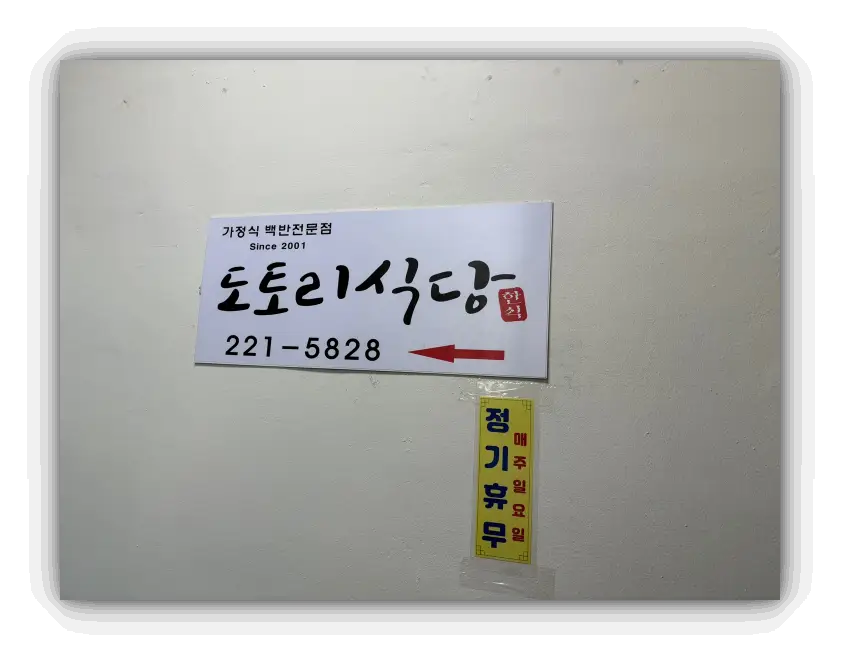 가정식 백반전문점
Since 2001
도토리식당
한식
221-5828
정기휴무
매주일요일